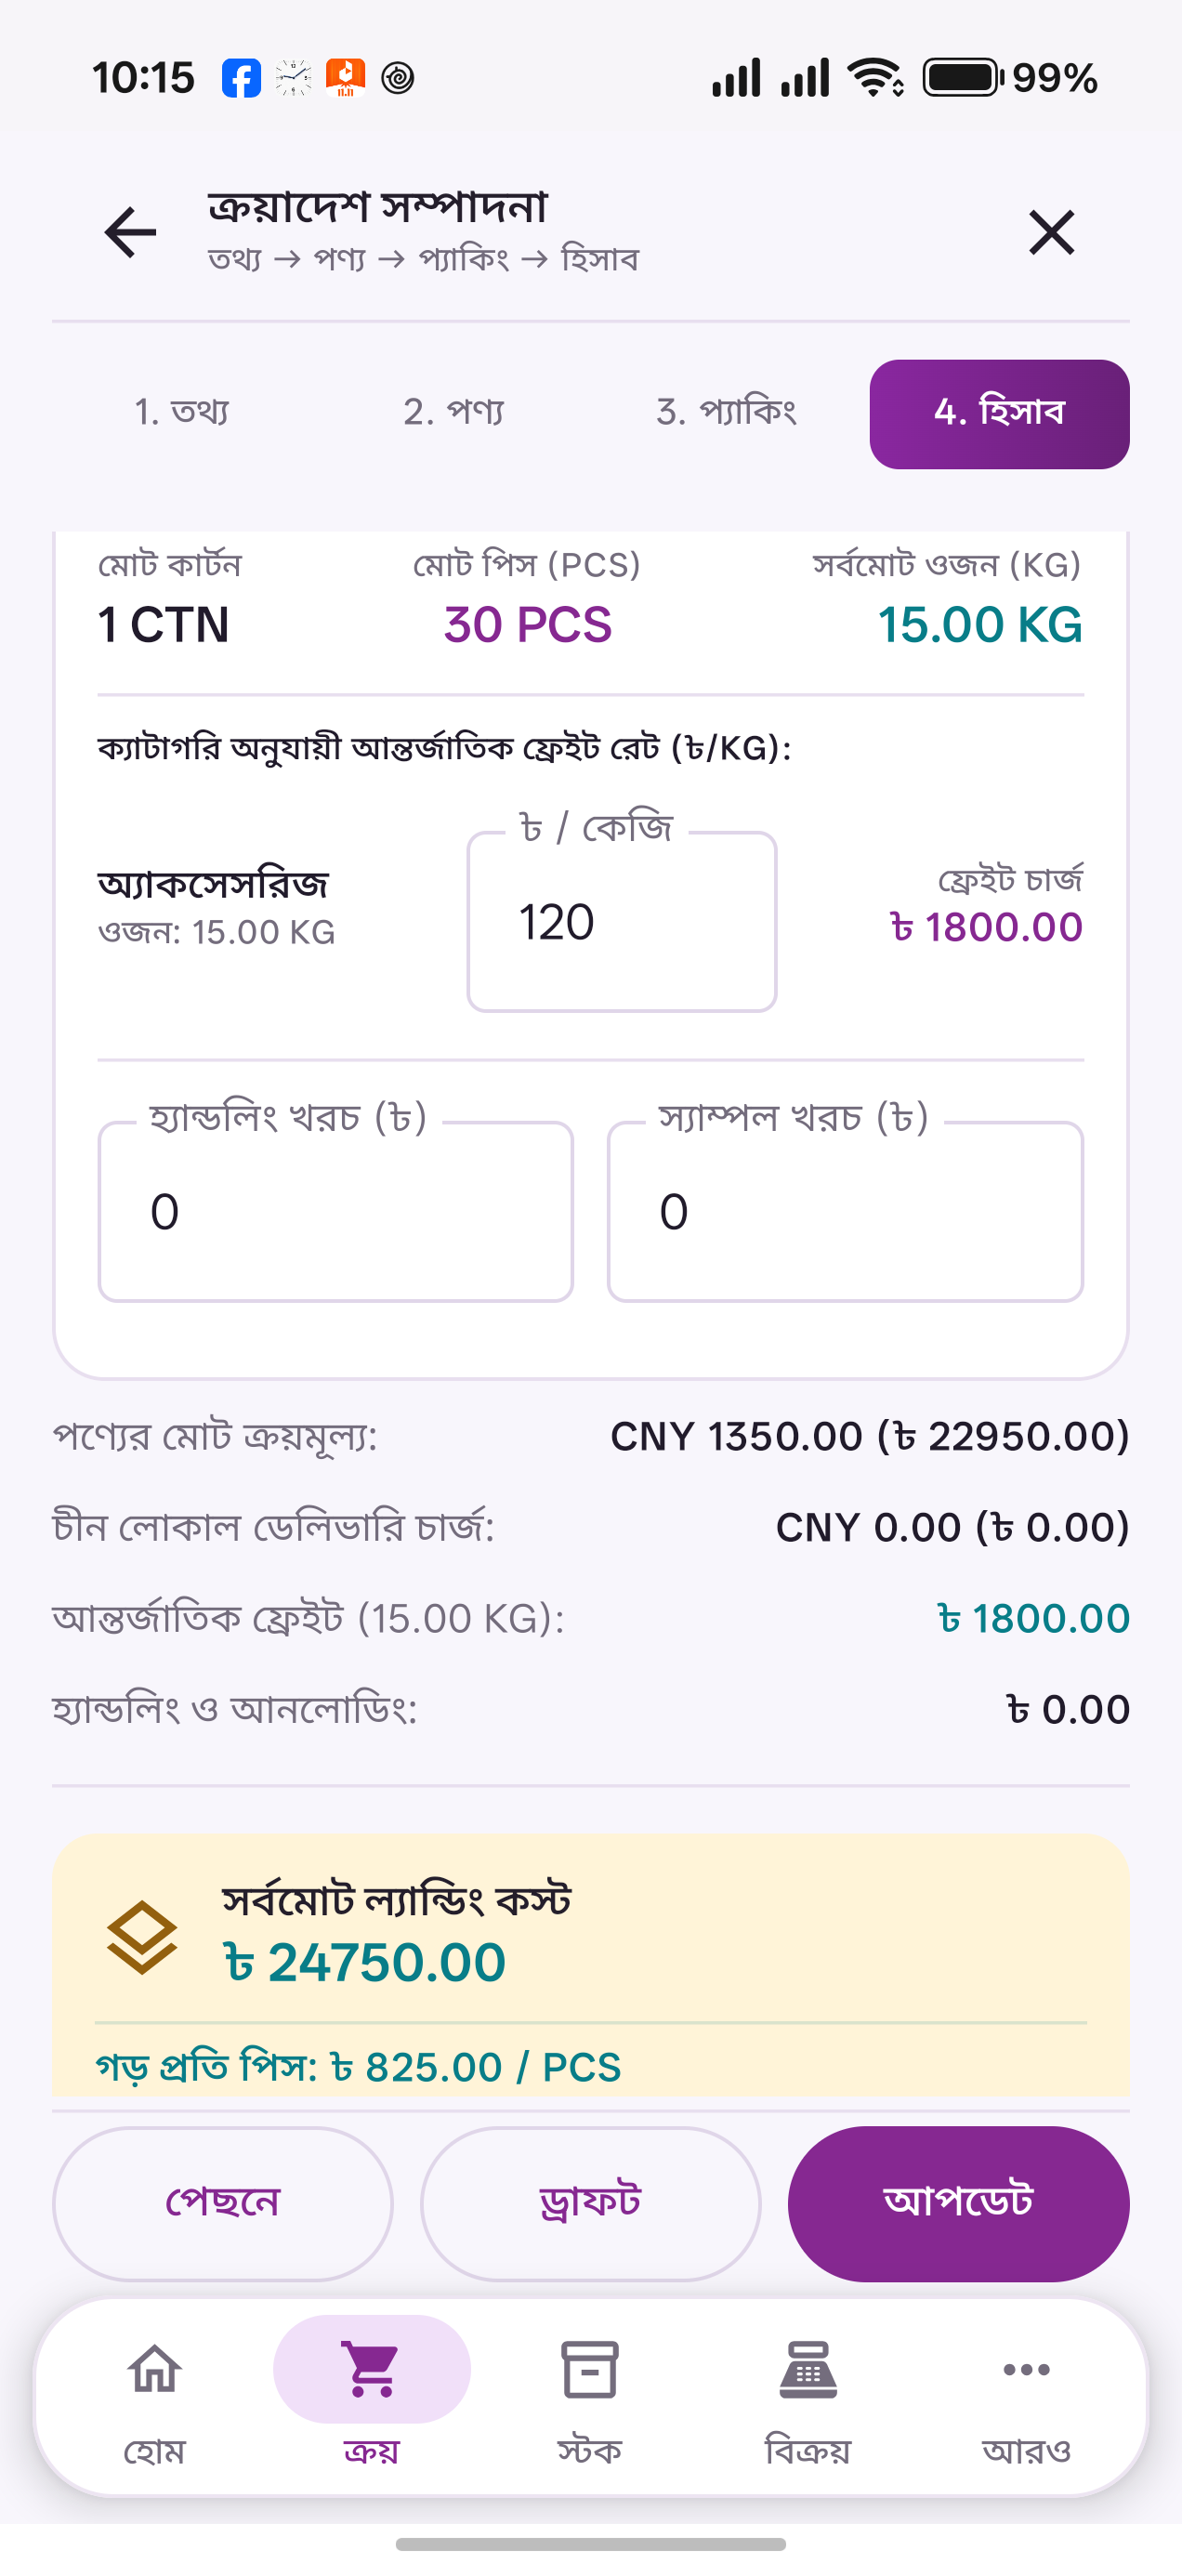 10:15
99%
ক্রয়াদেশ সম্পাদনা
তথ্য → পণ্য → প্যাকিং → হিসাব
1. তথ্য 2. পণ্য 3. প্যাকিং 4. হিসাব
মোট কার্টন মোট পিস (PCS) সর্বমোট ওজন (KG)
1 CTN 30 PCS 15.00 KG
ক্যাটাগরি অনুযায়ী আন্তর্জাতিক ফ্রেইট রেট (৳/KG):
৳ / কেজি
অ্যাকসেসরিজ 120 ফ্রেইট চার্জ
ওজন: 15.00 KG ৳ 1800.00
হ্যান্ডলিং খরচ (৳) স্যাম্পল খরচ (৳)
0 0
পণ্যের মোট ক্রয়মূল্য: CNY 1350.00 (৳ 22950.00)
চীন লোকাল ডেলিভারি চার্জ: CNY 0.00 (৳ 0.00)
আন্তর্জাতিক ফ্রেইট (15.00 KG): ৳ 1800.00
হ্যান্ডলিং ও আনলোডিং: ৳ 0.00
সর্বমোট ল্যান্ডিং কস্ট
৳ 24750.00
গড় প্রতি পিস: ৳ 825.00 / PCS
পেছনে ড্রাফট আপডেট
হোম ক্রয় স্টক বিক্রয় আরও